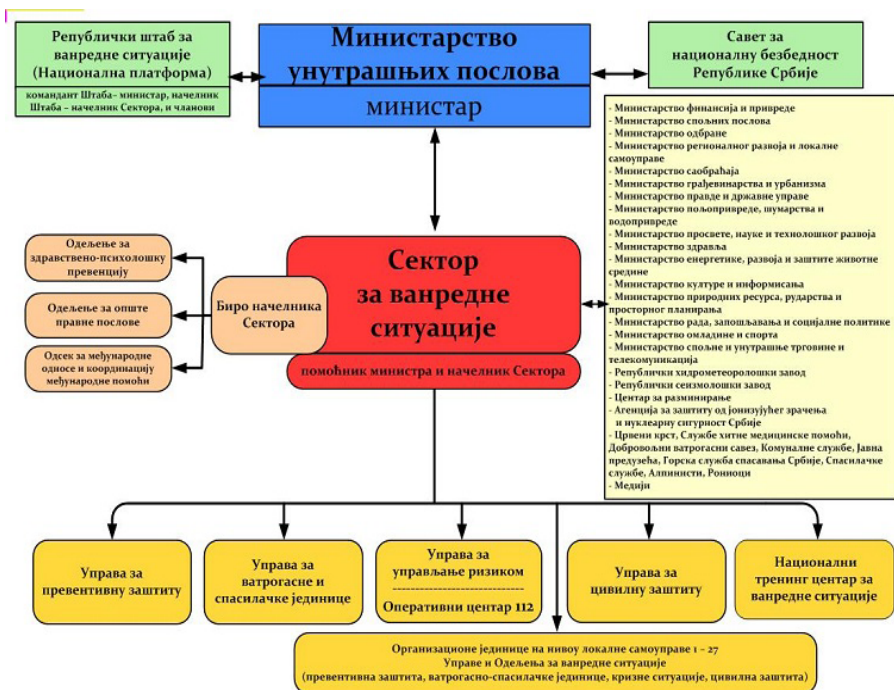 Републички штаб за
ванредне ситуације
(Национална платформа)
командант Штаба– министар, начелник
Штаба – начелник Сектора, и чланови
Министарство
унутрашњих послова
министар
Савет за
националну безбедност
Републике Србије
- Министарство финансија и привреде
- Министарство спољних послова
- Министарство одбране
- Министарство регионалног развоја и локалне
самоуправе
- Министарство саобраћаја
- Министарство грађевинарства и урбанизма
- Министарство правде и државне управе
- Министарство пољопривреде, шумарства и
водопривреде
- Министарство просвете, науке и технолошког развоја
- Министарство здравља
- Министарство енергетике, развоја и заштите животне
средине
- Министарство културе и информисања
- Министарство природних ресурса, рударства и
просторног планирања
- Министарство рада, запошљавања и социјалне политике
- Министарство омладине и спорта
- Министарство спољне и унутрашње трговине и
телекомуникација
- Републички хидрометеоролошки завод
- Републички сеизмолошки завод
- Центар за разминирање
- Агенција за заштиту од јонизујућег зрачења
и нуклеарну сигурност Србије
- Црвени крст, Службе хитне медицинске помоћи,
Добровољни ватрогасни савез, Комуналне службе, Јавна
предузећа, Горска служба спасавања Србије, Спасилачке
службе, Алпинисти, Рониоци
- Медији
Одељење за
здравствено-психолошку
превенцију
Одељење за опште
правне послове
Одсек за међународне
односе и координацију
међународне помоћи
Биро начелника
Сектора
Сектор
за ванредне
ситуације
помоћник министра и начелник Сектора
Управа за
превентивну заштиту
Управа за
ватрогасне и
спасилачке јединице
Управа за
управљање ризиком
----------------------------
Оперативни центар 112
Управа за
цивилну заштиту
Национални
тренинг центар за
ванредне ситуације
Организационе јединице на нивоу локалне самоуправе 1 – 27
Управе и Одељења за ванредне ситуације
(превентивна заштита, ватрогасно-спасилачке јединице, кризне ситуације, цивилна заштита)